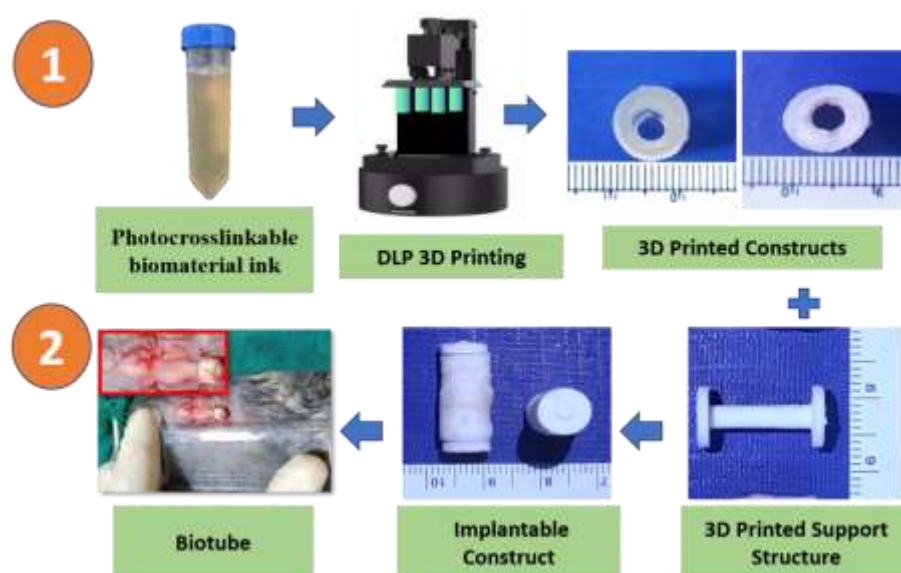 1
Photocrosslinkable
biomaterial ink
DLP 3D Printing
3D Printed Constructs
2
Biotube
Implantable
Construct
3D Printed Support
Structure